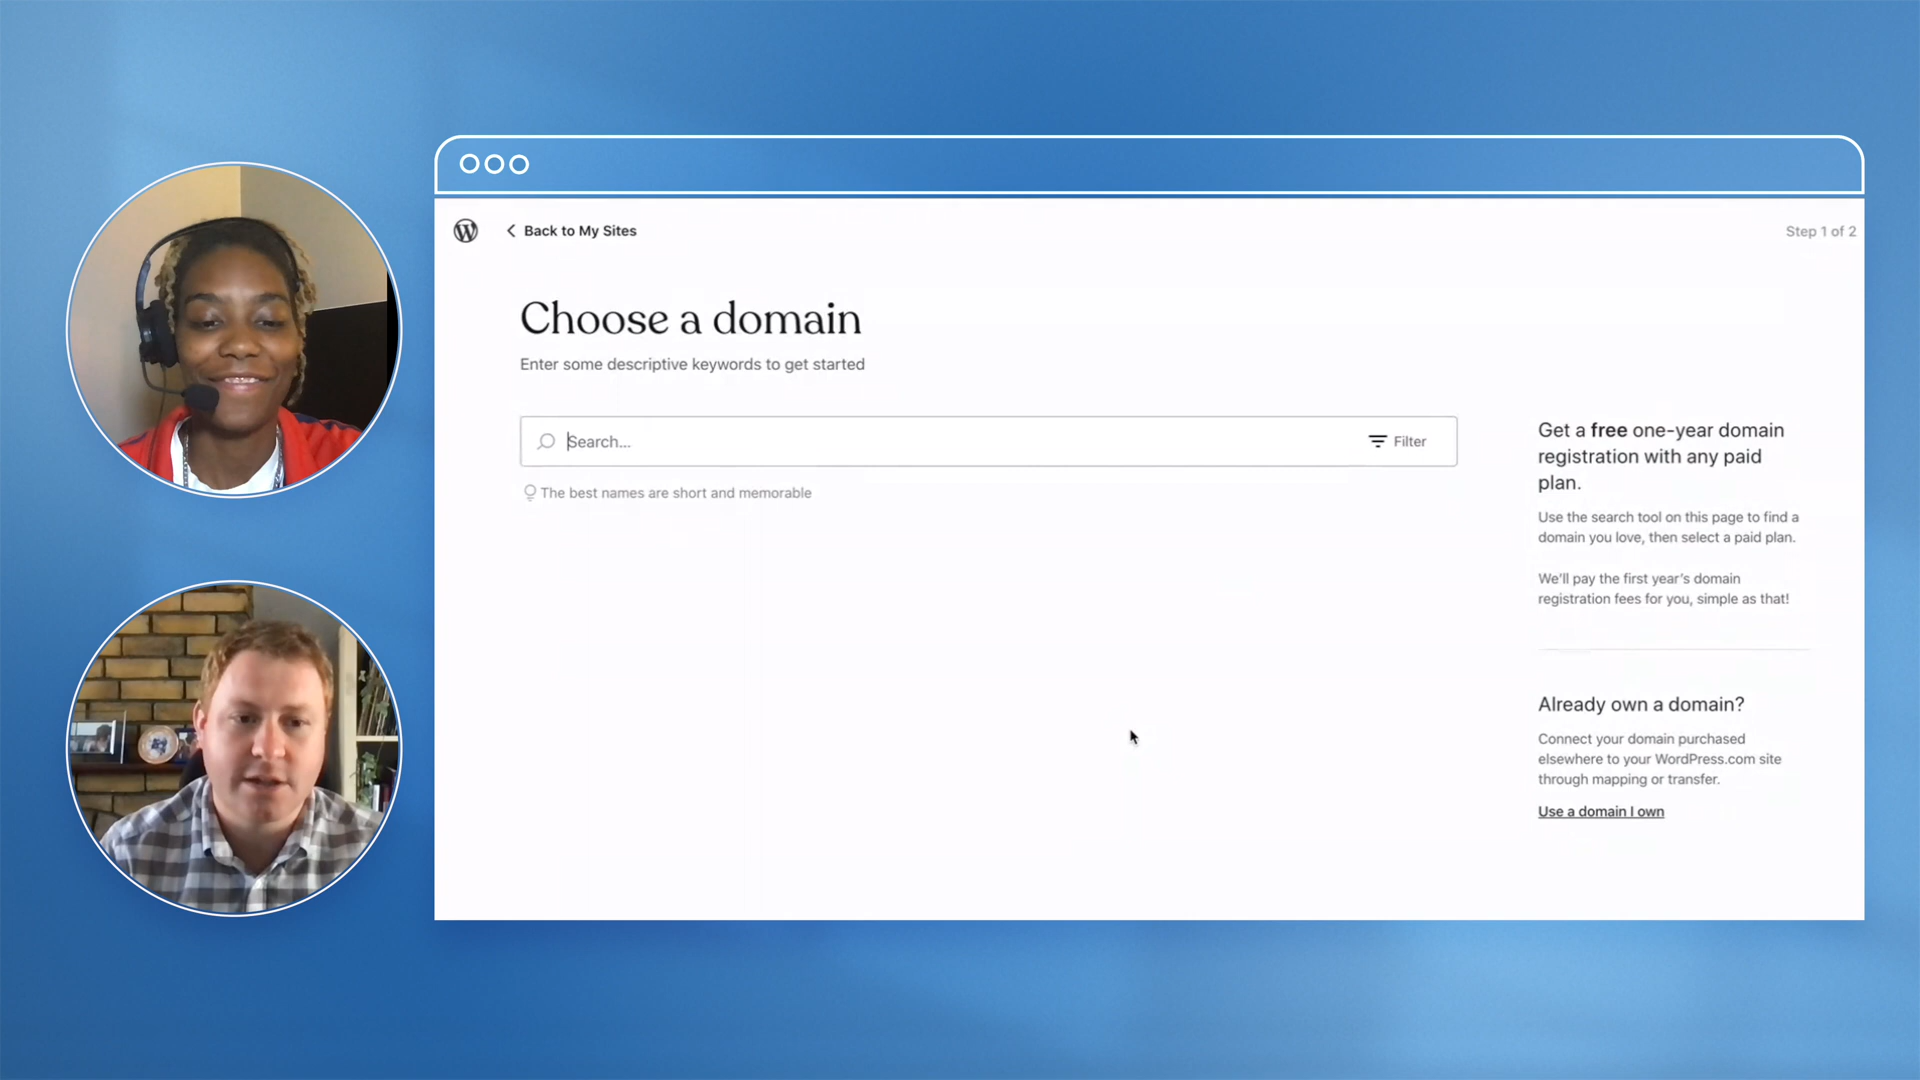 Back to My Sites
Step 1 of 2
Choose a domain
Enter some descriptive keywords to get started
Search...
Filter
The best names are short and memorable
Get a free one-year domain
registration with any paid
plan.
Use the search tool on this page to find a
domain you love, then select a paid plan.
We'll pay the first year's domain
registration fees for you, simple as that!
Already own a domain?
Connect your domain purchased
elsewhere to your WordPress.com site
through mapping or transfer.
Use a domain I own